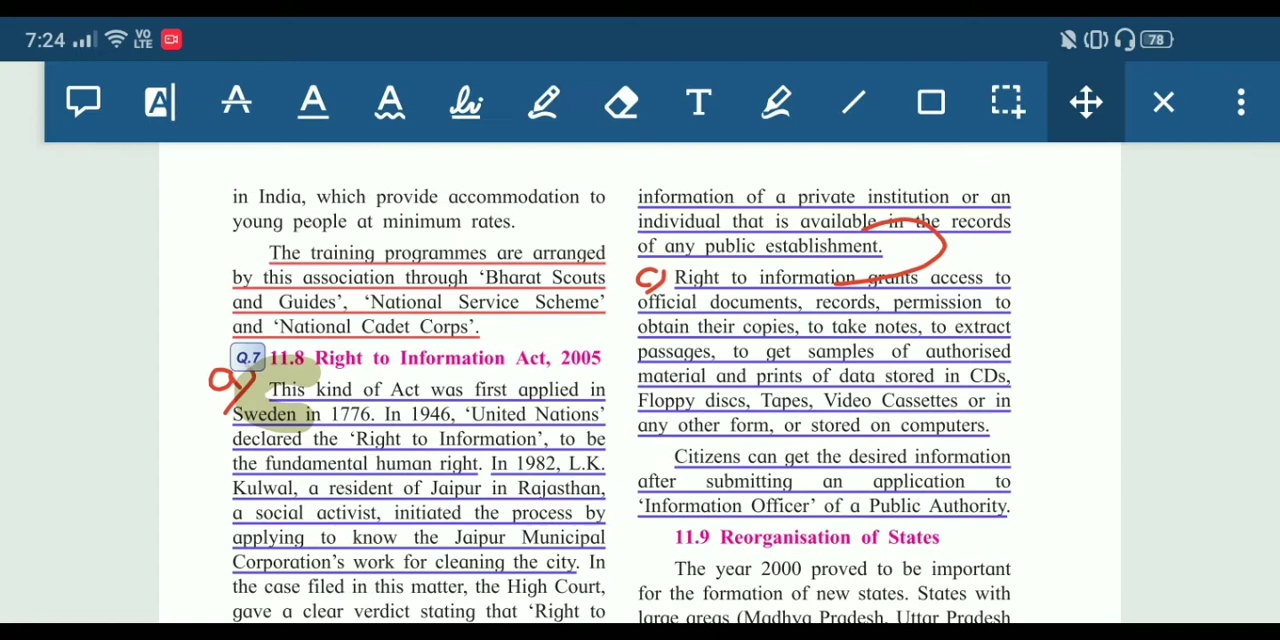 7:24 VO LTE 78
in India, which provide accommodation to
young people at minimum rates.
The training programmes are arranged
by this association through ‘Bharat Scouts
and Guides’, ‘National Service Scheme’
and ‘National Cadet Corps’.
Q.7 11.8 Right to Information Act, 2005
a)
This kind of Act was first applied in
Sweden in 1776. In 1946, ‘United Nations’
declared the ‘Right to Information’, to be
the fundamental human right. In 1982, L.K.
Kulwal, a resident of Jaipur in Rajasthan,
a social activist, initiated the process by
applying to know the Jaipur Municipal
Corporation’s work for cleaning the city. In
the case filed in this matter, the High Court,
gave a clear verdict stating that ‘Right to
information of a private institution or an
individual that is available in the records
of any public establishment.
c) Right to information grants access to
official documents, records, permission to
obtain their copies, to take notes, to extract
passages, to get samples of authorised
material and prints of data stored in CDs,
Floppy discs, Tapes, Video Cassettes or in
any other form, or stored on computers.
Citizens can get the desired information
after submitting an application to
‘Information Officer’ of a Public Authority.
11.9 Reorganisation of States
The year 2000 proved to be important
for the formation of new states. States with
large areas (Madhya Pradesh, Uttar Pradesh